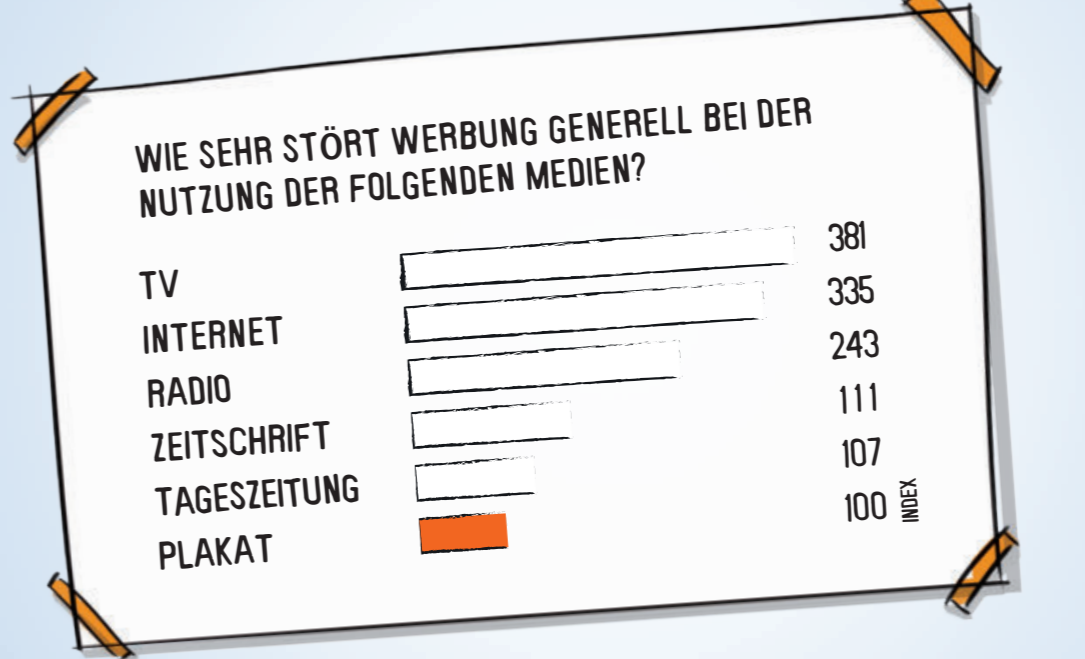 WIE SEHR STÖRT WERBUNG GENERELL BEI DER
NUTZUNG DER FOLGENDEN MEDIEN?
TV 381
INTERNET 335
RADIO 243
ZEITSCHRIFT 111
TAGESZEITUNG 107
PLAKAT 100 INDEX